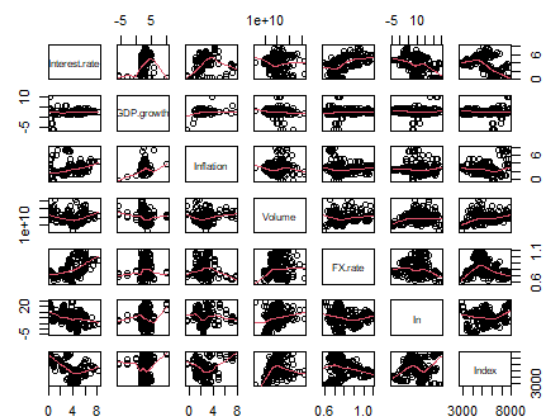 -5 5 1e+10 -5 10
Interest.rate 0 6
-5 10 GDP.growth
Inflation 0 6
1e+10 Volume
FX.rate 0.6 1.1
-5 20 In
Index 3000
0 4 8 0 4 8 0.6 1.0 3000 8000